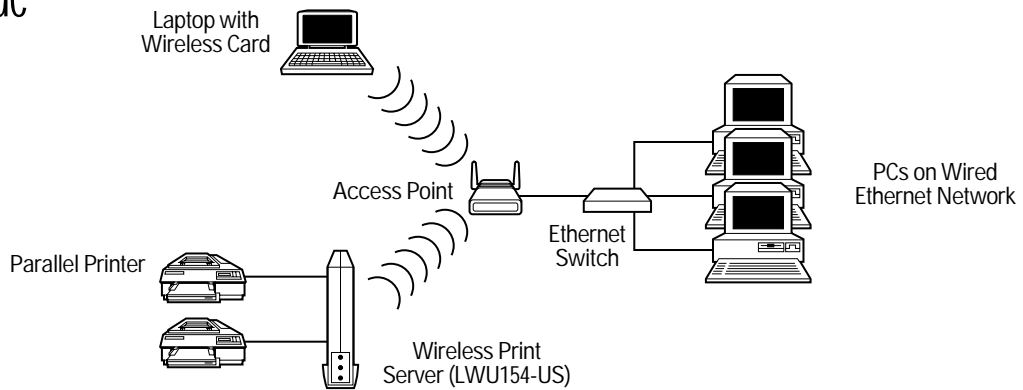 Laptop with
Wireless Card
Access Point
PCs on Wired
Ethernet Network
Ethernet
Switch
Parallel Printer
Wireless Print
Server (LWU154-US)